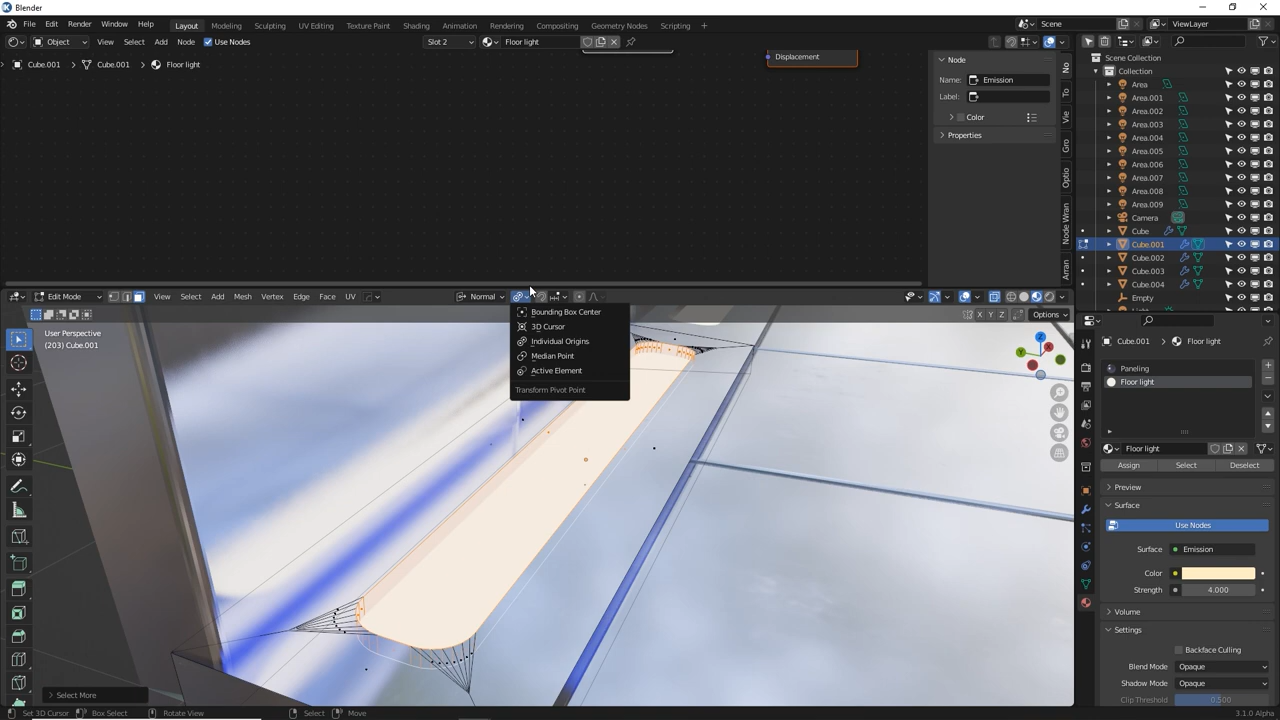 Blender
File Edit Render Window Help Layout Modeling Sculpting UV Editing Texture Paint Shading Animation Rendering Compositing Geometry Nodes Scripting + Scene ViewLayer
Object View Select Add Node Use Nodes Slot 2 Floor light
Cube.001 > Cube.001 > Floor light
Displacement
Node
Name: Emission
Label:
Color
Properties
No
To
Vie
Gro
Optio
Node Wran
Arran
Scene Collection
Collection
Area
Area.001
Area.002
Area.003
Area.004
Area.005
Area.006
Area.007
Area.008
Area.009
Camera
Cube
Cube.001
Cube.002
Cube.003
Cube.004
Empty
Edit Mode View Select Add Mesh Vertex Edge Face UV Normal
X Y Z Options
Bounding Box Center
3D Cursor
Individual Origins
Median Point
Active Element
Transform Pivot Point
User Perspective
(203) Cube.001
Z
Y
X
Select More
Cube.001 > Floor light
Paneling
Floor light
Floor light
Assign Select Deselect
Preview
Surface
Use Nodes
Surface Emission
Color
Strength 4.000
Volume
Settings
Backface Culling
Blend Mode Opaque
Shadow Mode Opaque
Clip Threshold 0.500
Set 3D Cursor Box Select Rotate View Select Move 3.1.0 Alpha